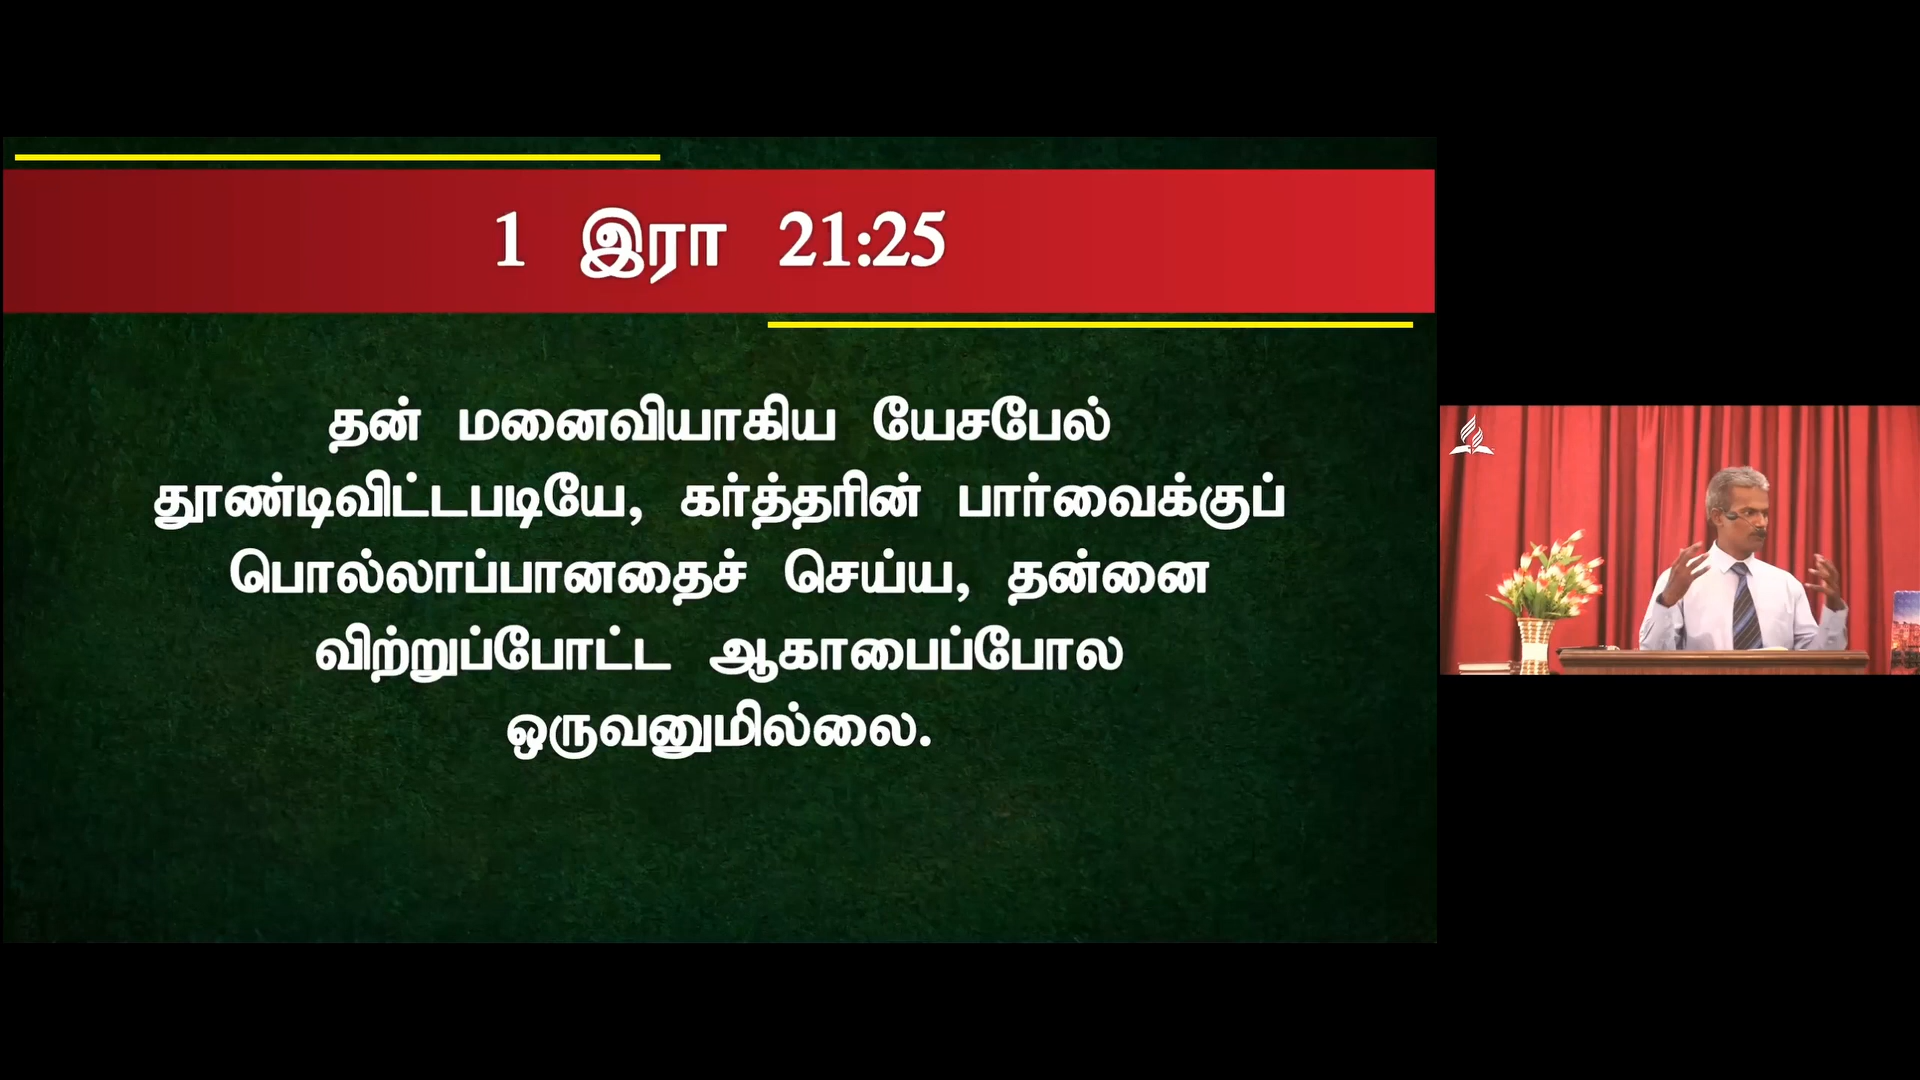 1 இரா 21:25
தன் மனைவியாகிய யேசபேல்
தூண்டிவிட்டபடியே, கர்த்தரின் பார்வைக்குப்
பொல்லாப்பானதைச் செய்ய, தன்னை
விற்றுப்போட்ட ஆகாபைப்போல
ஒருவனுமில்லை.